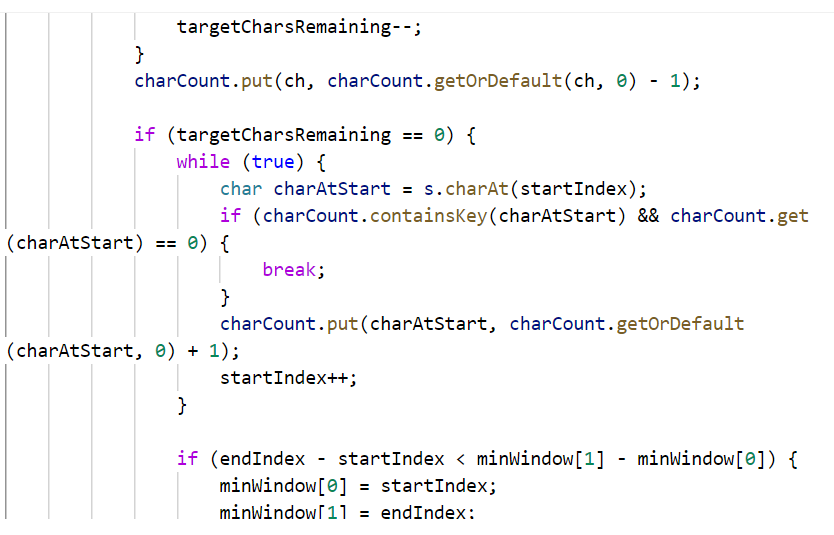 targetCharsRemaining--;
}
charCount.put(ch, charCount.getOrDefault(ch, 0) - 1);
if (targetCharsRemaining == 0) {
while (true) {
char charAtStart = s.charAt(startIndex);
if (charCount.containsKey(charAtStart) && charCount.get
(charAtStart) == 0) {
break;
}
charCount.put(charAtStart, charCount.getOrDefault
(charAtStart, 0) + 1);
startIndex++;
}
if (endIndex - startIndex < minWindow[1] - minWindow[0]) {
minWindow[0] = startIndex;
minWindow[1] = endIndex;